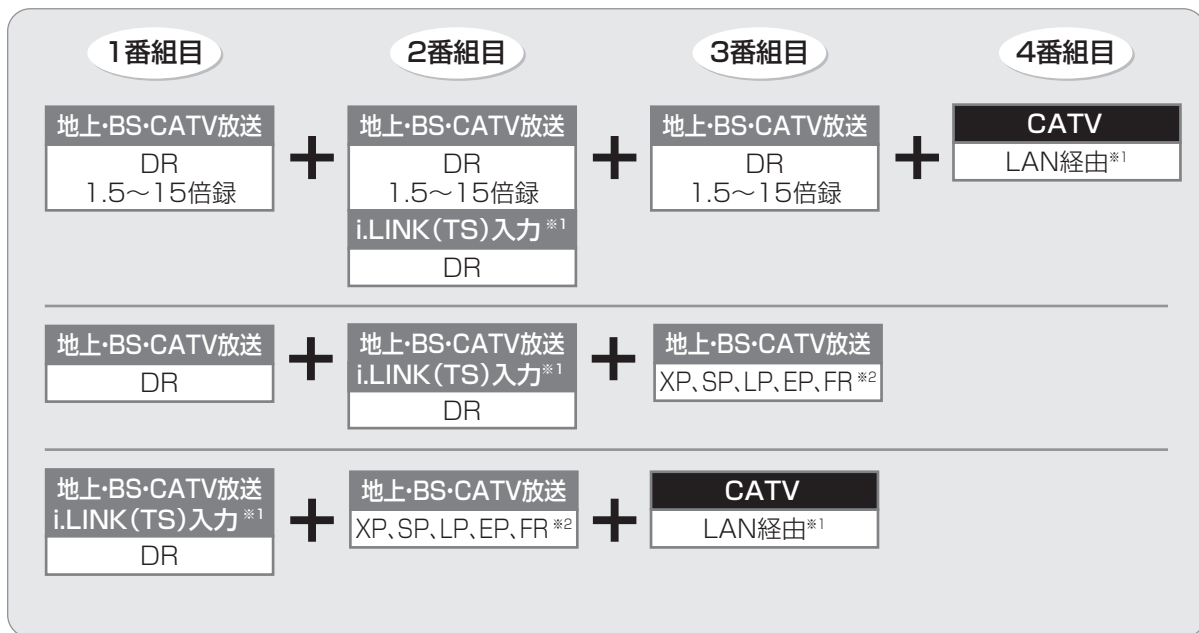 1番組目
2番組目
3番組目
4番組目
地上・BS・CATV放送
DR
1.5～15倍録
+
地上・BS・CATV放送
DR
1.5～15倍録
i.LINK(TS)入力※1
DR
+
地上・BS・CATV放送
DR
1.5～15倍録
+
CATV
LAN経由※1
地上・BS・CATV放送
DR
+
地上・BS・CATV放送
i.LINK(TS)入力※1
DR
+
地上・BS・CATV放送
XP、SP、LP、EP、FR※2
地上・BS・CATV放送
i.LINK(TS)入力※1
DR
+
地上・BS・CATV放送
XP、SP、LP、EP、FR※2
+
CATV
LAN経由※1